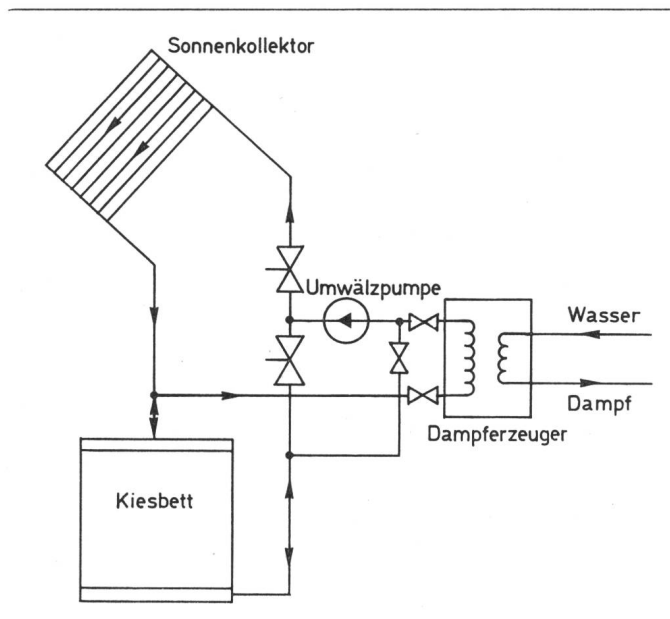 Sonnenkollektor
Umwälzpumpe
Wasser
Dampf
Dampferzeuger
Kiesbett